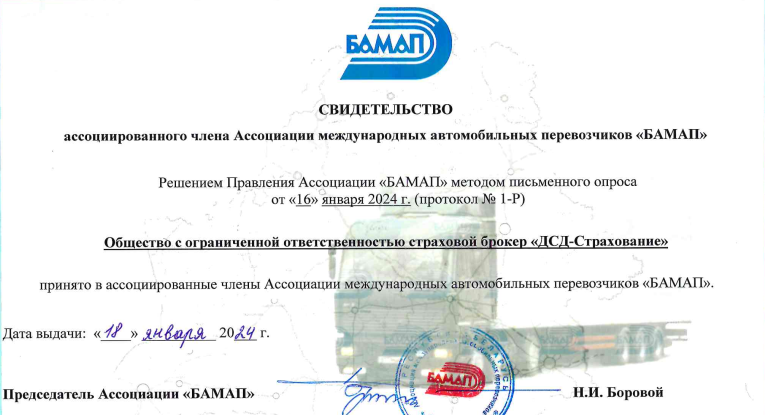 БАМАП
СВИДЕТЕЛЬСТВО
ассоциированного члена Ассоциации международных автомобильных перевозчиков «БАМАП»
Решением Правления Ассоциации «БАМАП» методом письменного опроса
от «16» января 2024 г. (протокол № 1-Р)
Общество с ограниченной ответственностью страховой брокер «ДСД-Страхование»
принято в ассоциированные члены Ассоциации международных автомобильных перевозчиков «БАМАП».
Дата выдачи: «18» января 2024 г.
Председатель Ассоциации «БАМАП»
БАМАП
Н.И. Боровой